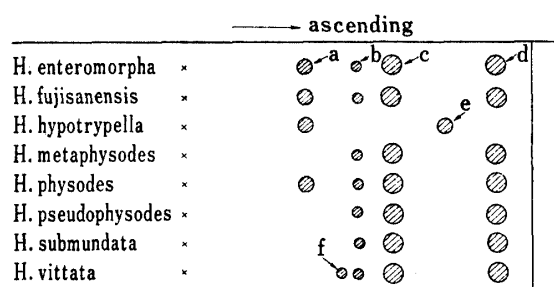 ascending
H. enteromorpha × a b c d
H. fujisanensis ×
H. hypotrypella × e
H. metaphysodes ×
H. physodes ×
H. pseudophysodes ×
H. submundata ×
H. vittata × f